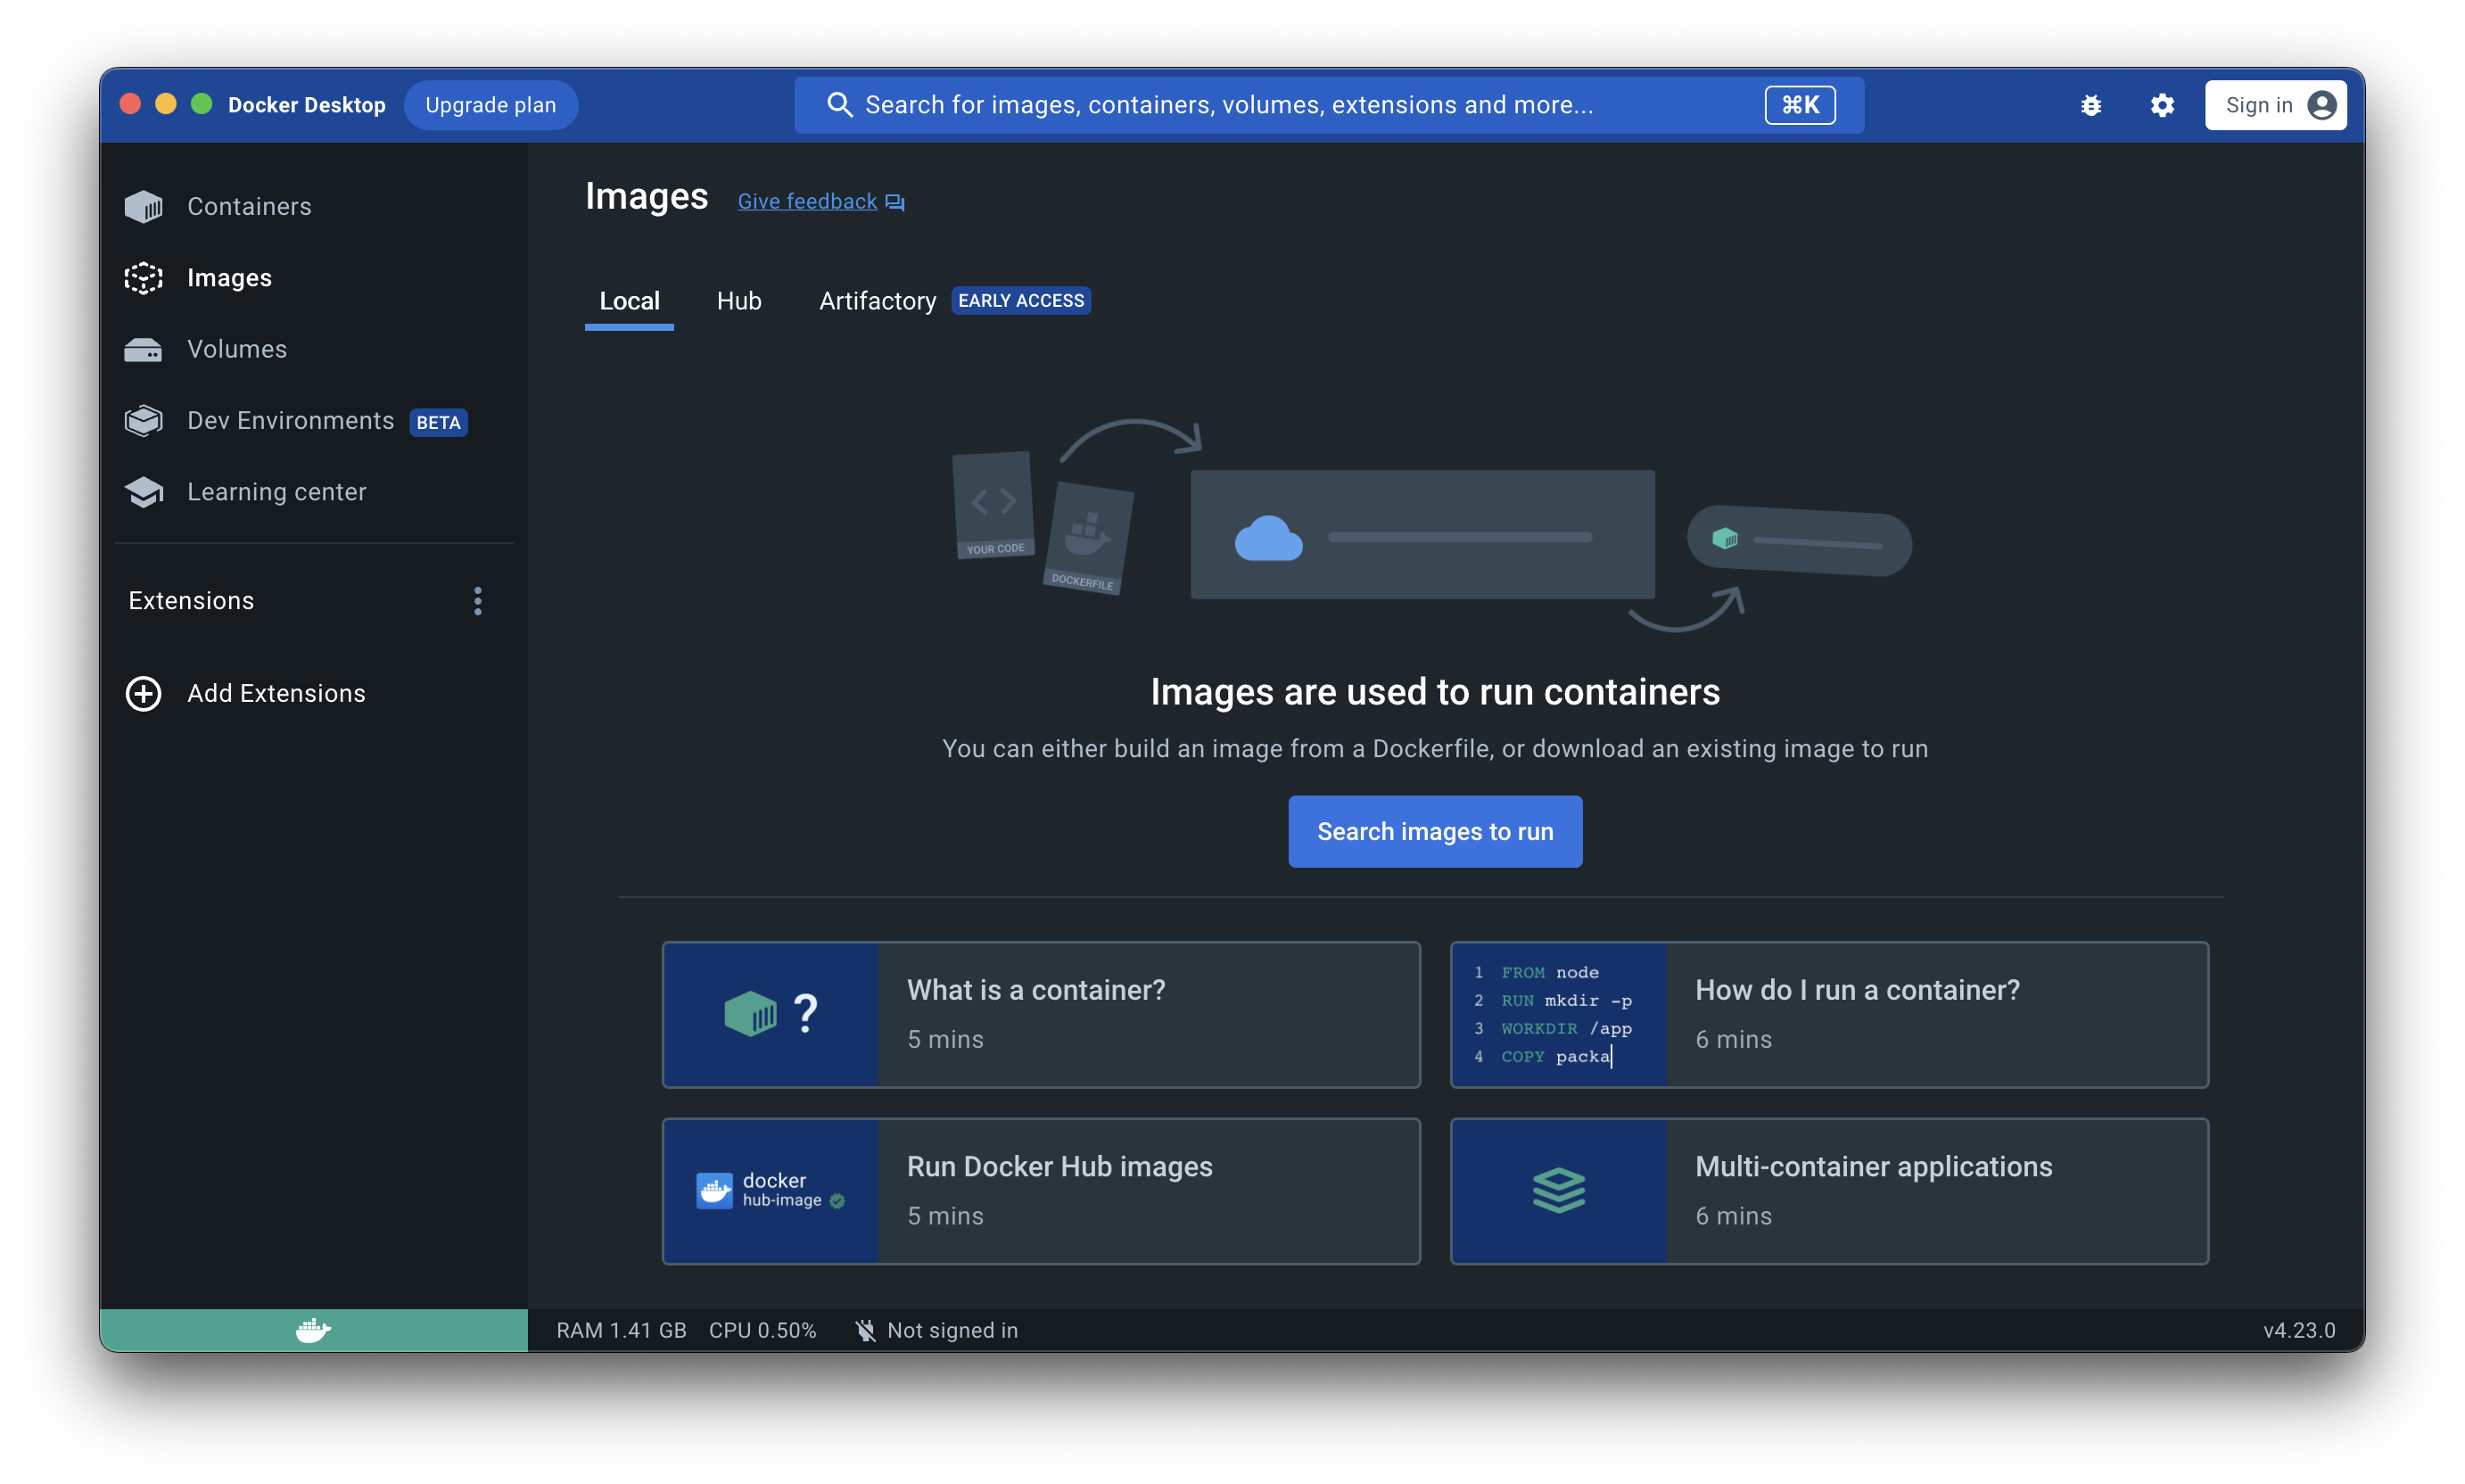 Docker Desktop
Upgrade plan
Search for images, containers, volumes, extensions and more...
⌘K
Sign in
Containers
Images
Volumes
Dev Environments BETA
Learning center
Extensions
Add Extensions
Images
Give feedback
Local
Hub
Artifactory EARLY ACCESS
YOUR CODE
DOCKERFILE
Images are used to run containers
You can either build an image from a Dockerfile, or download an existing image to run
Search images to run
?
What is a container?
5 mins
1 FROM node
2 RUN mkdir -p
3 WORKDIR /app
4 COPY packa
How do I run a container?
6 mins
docker
hub-image
Run Docker Hub images
5 mins
Multi-container applications
6 mins
RAM 1.41 GB CPU 0.50% Not signed in
v4.23.0